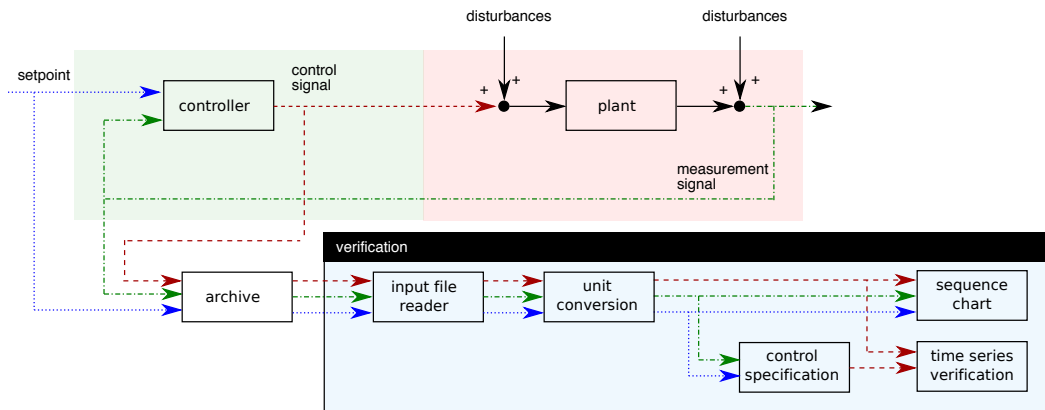 disturbances
disturbances
setpoint
control
signal
controller
+
+
plant
+
+
measurement
signal
verification
archive
input file
reader
unit
conversion
sequence
chart
control
specification
time series
verification